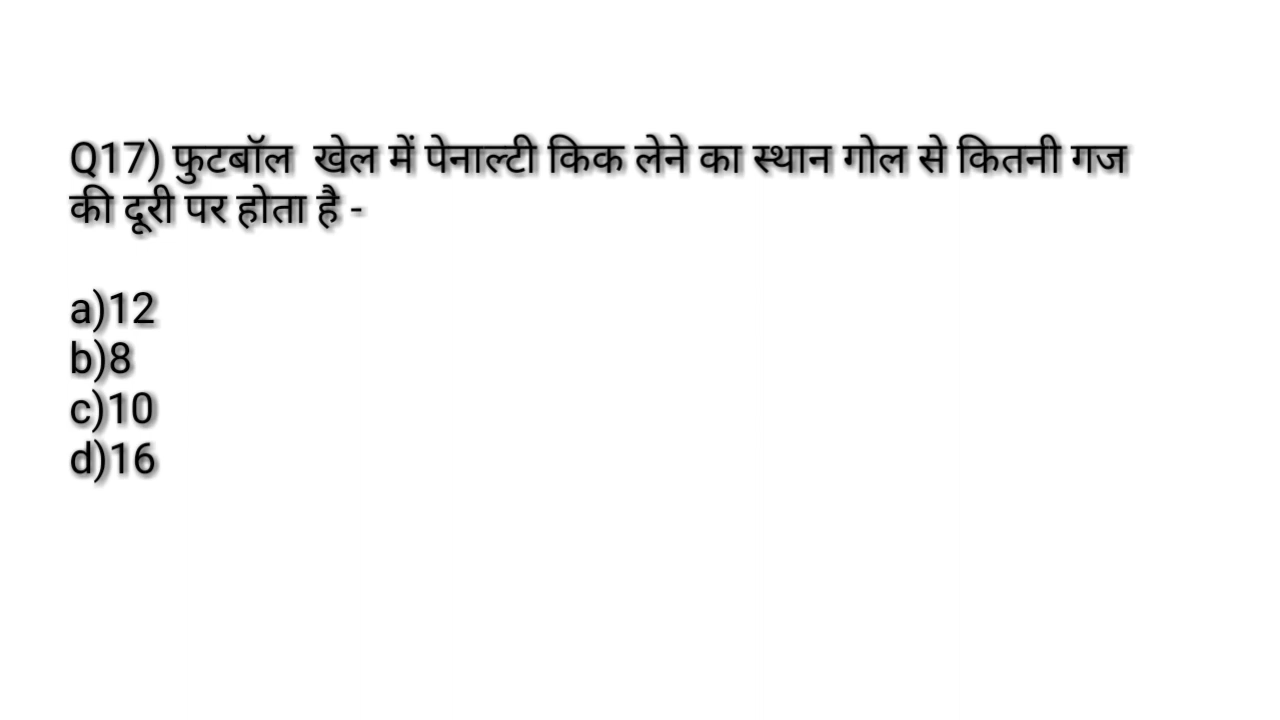 Q17) फुटबॉल  खेल में पेनाल्टी किक लेने का स्थान गोल से कितनी गज
की दूरी पर होता है -
a)12
b)8
c)10
d)16